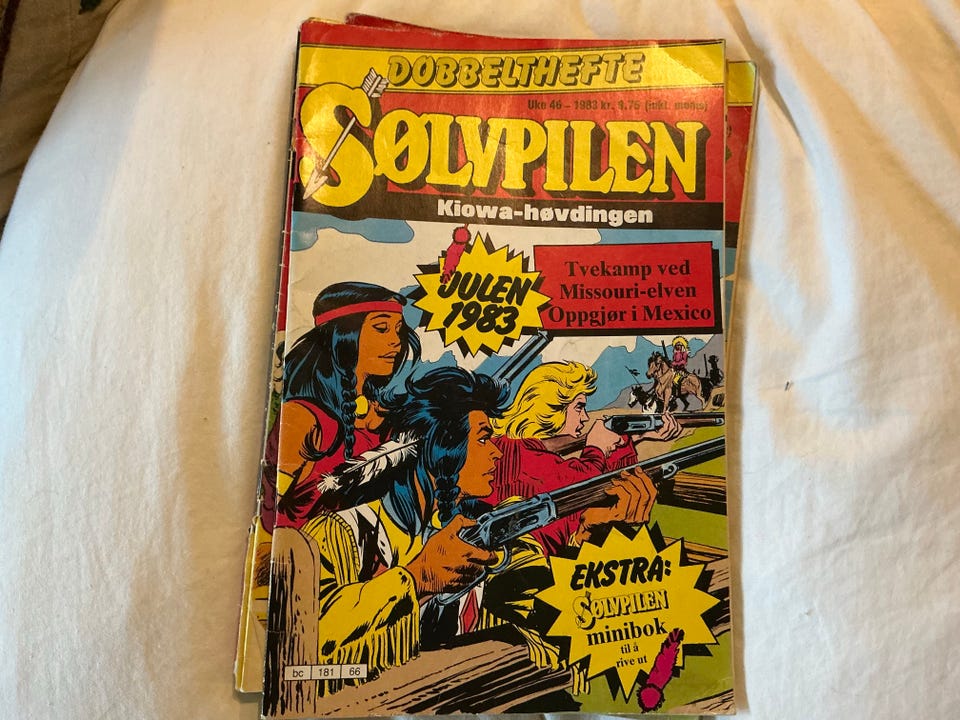 DOBBELTHEFTE
Uke 46 - 1983 kr. 9,75 (inkl. moms)
SØLVPILEN
Kiowa-høvdingen
JULEN
1983
Tvekamp ved
Missouri-elven
Oppgjør i Mexico
EKSTRA:
SØLVPILEN
minibok
til å
rive ut
bc 181 66